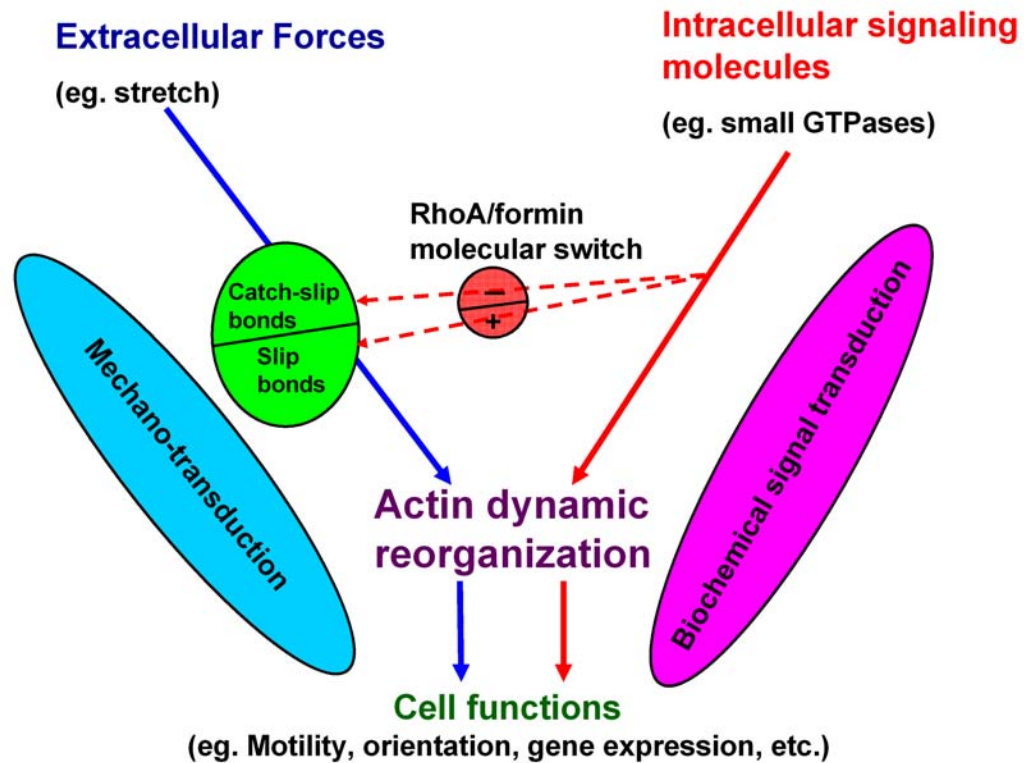 Extracellular Forces
(eg. stretch)
Intracellular signaling
molecules
(eg. small GTPases)
RhoA/formin
molecular switch
−
+
Catch-slip
bonds
Slip
bonds
Mechano-transduction
Biochemical signal transduction
Actin dynamic
reorganization
Cell functions
(eg. Motility, orientation, gene expression, etc.)